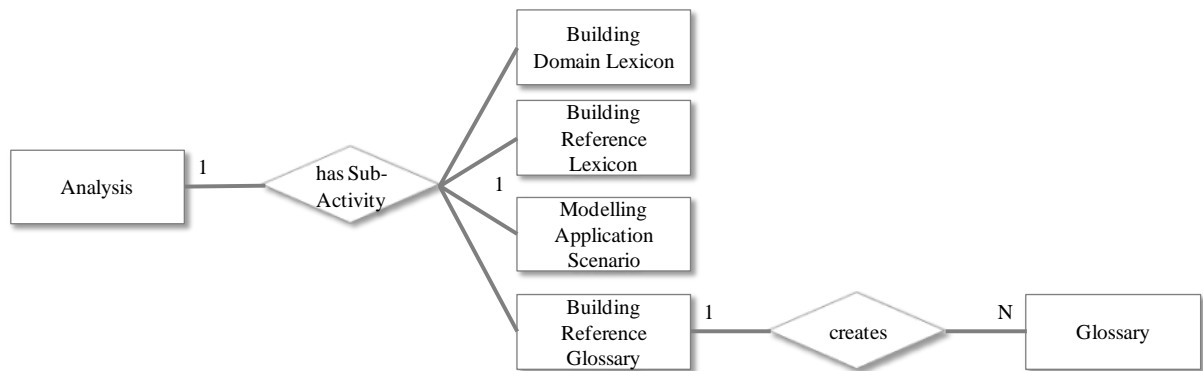 Building
Domain Lexicon
Building
Reference
Lexicon
Analysis
1
has Sub-
Activity
1
Modelling
Application
Scenario
Building
Reference
Glossary
1
creates
N
Glossary